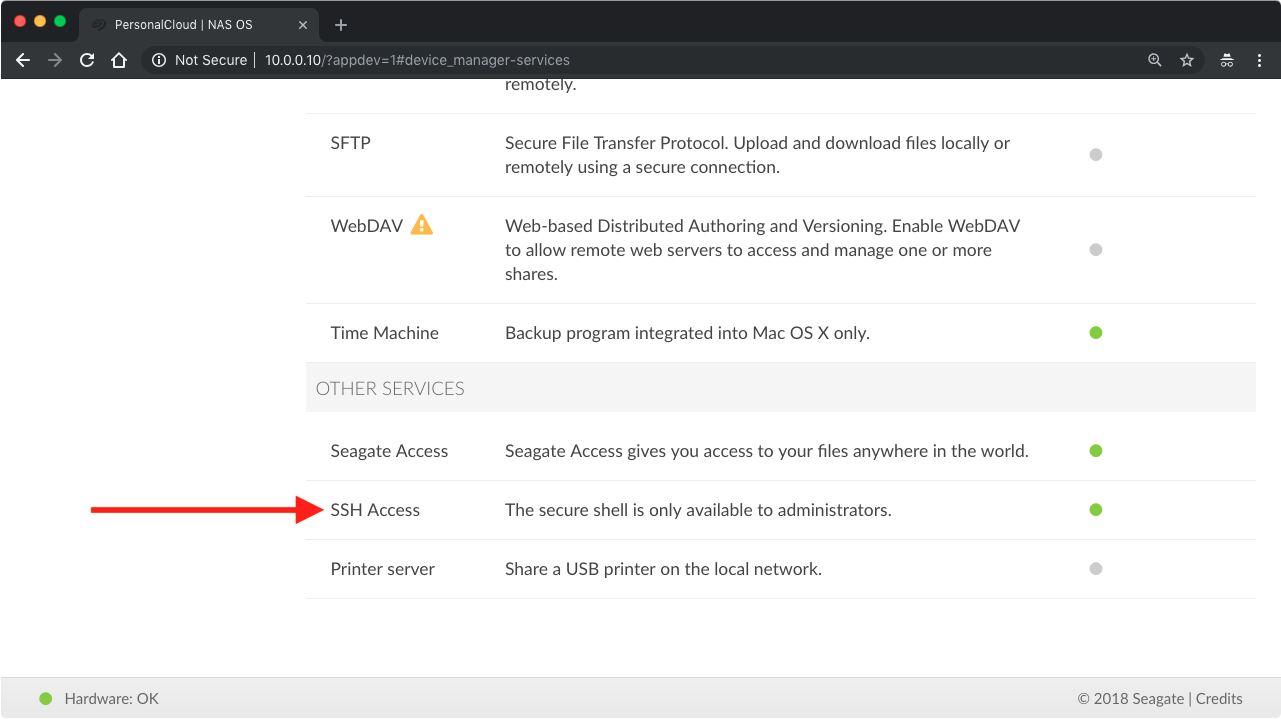 PersonalCloud | NAS OS
Not Secure | 10.0.0.10/?appdev=1#device_manager-services
remotely.
SFTP
Secure File Transfer Protocol. Upload and download files locally or
remotely using a secure connection.
WebDAV
Web-based Distributed Authoring and Versioning. Enable WebDAV
to allow remote web servers to access and manage one or more
shares.
Time Machine
Backup program integrated into Mac OS X only.
OTHER SERVICES
Seagate Access
Seagate Access gives you access to your files anywhere in the world.
SSH Access
The secure shell is only available to administrators.
Printer server
Share a USB printer on the local network.
Hardware: OK
© 2018 Seagate | Credits